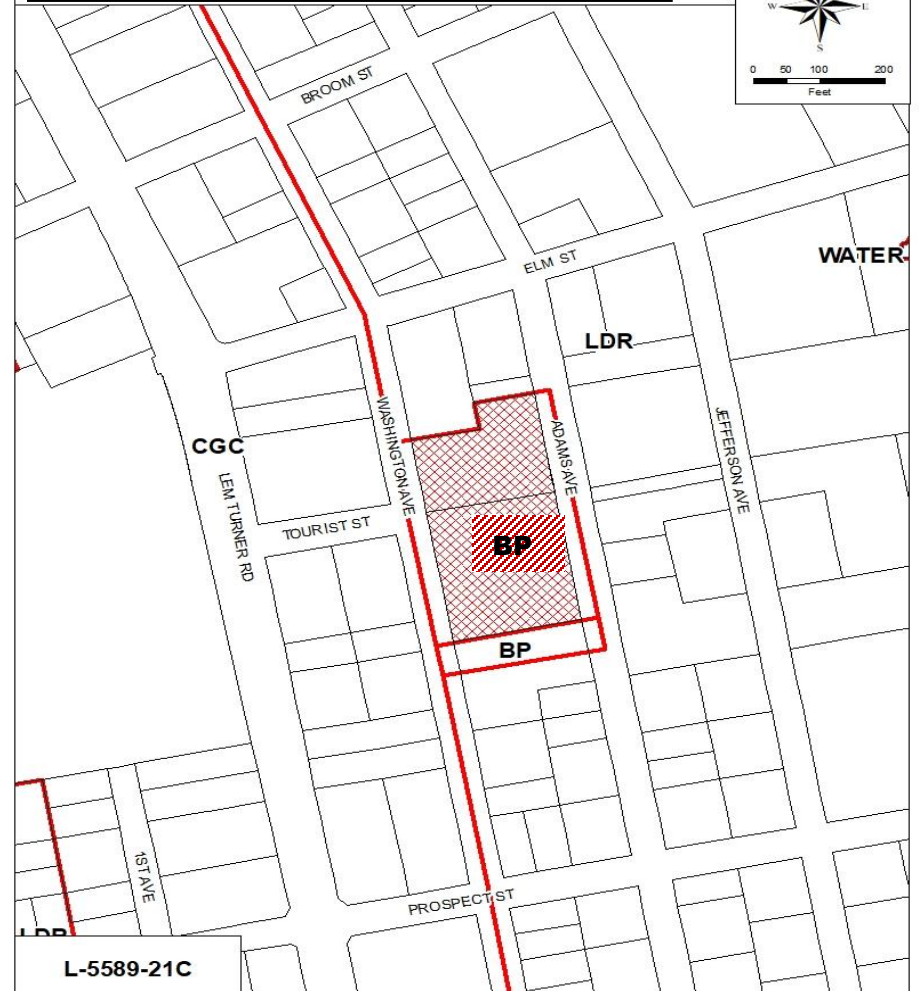 W E
S
0 50 100 200
Feet
BROOM ST
ELM ST
WATER
LDR
WASHINGTON AVE
ADAMS AVE
JEFFERSON AVE
CGC
LEM TURNER RD
TOURIST ST
BP
BP
1ST AVE
PROSPECT ST
LDR
L-5589-21C